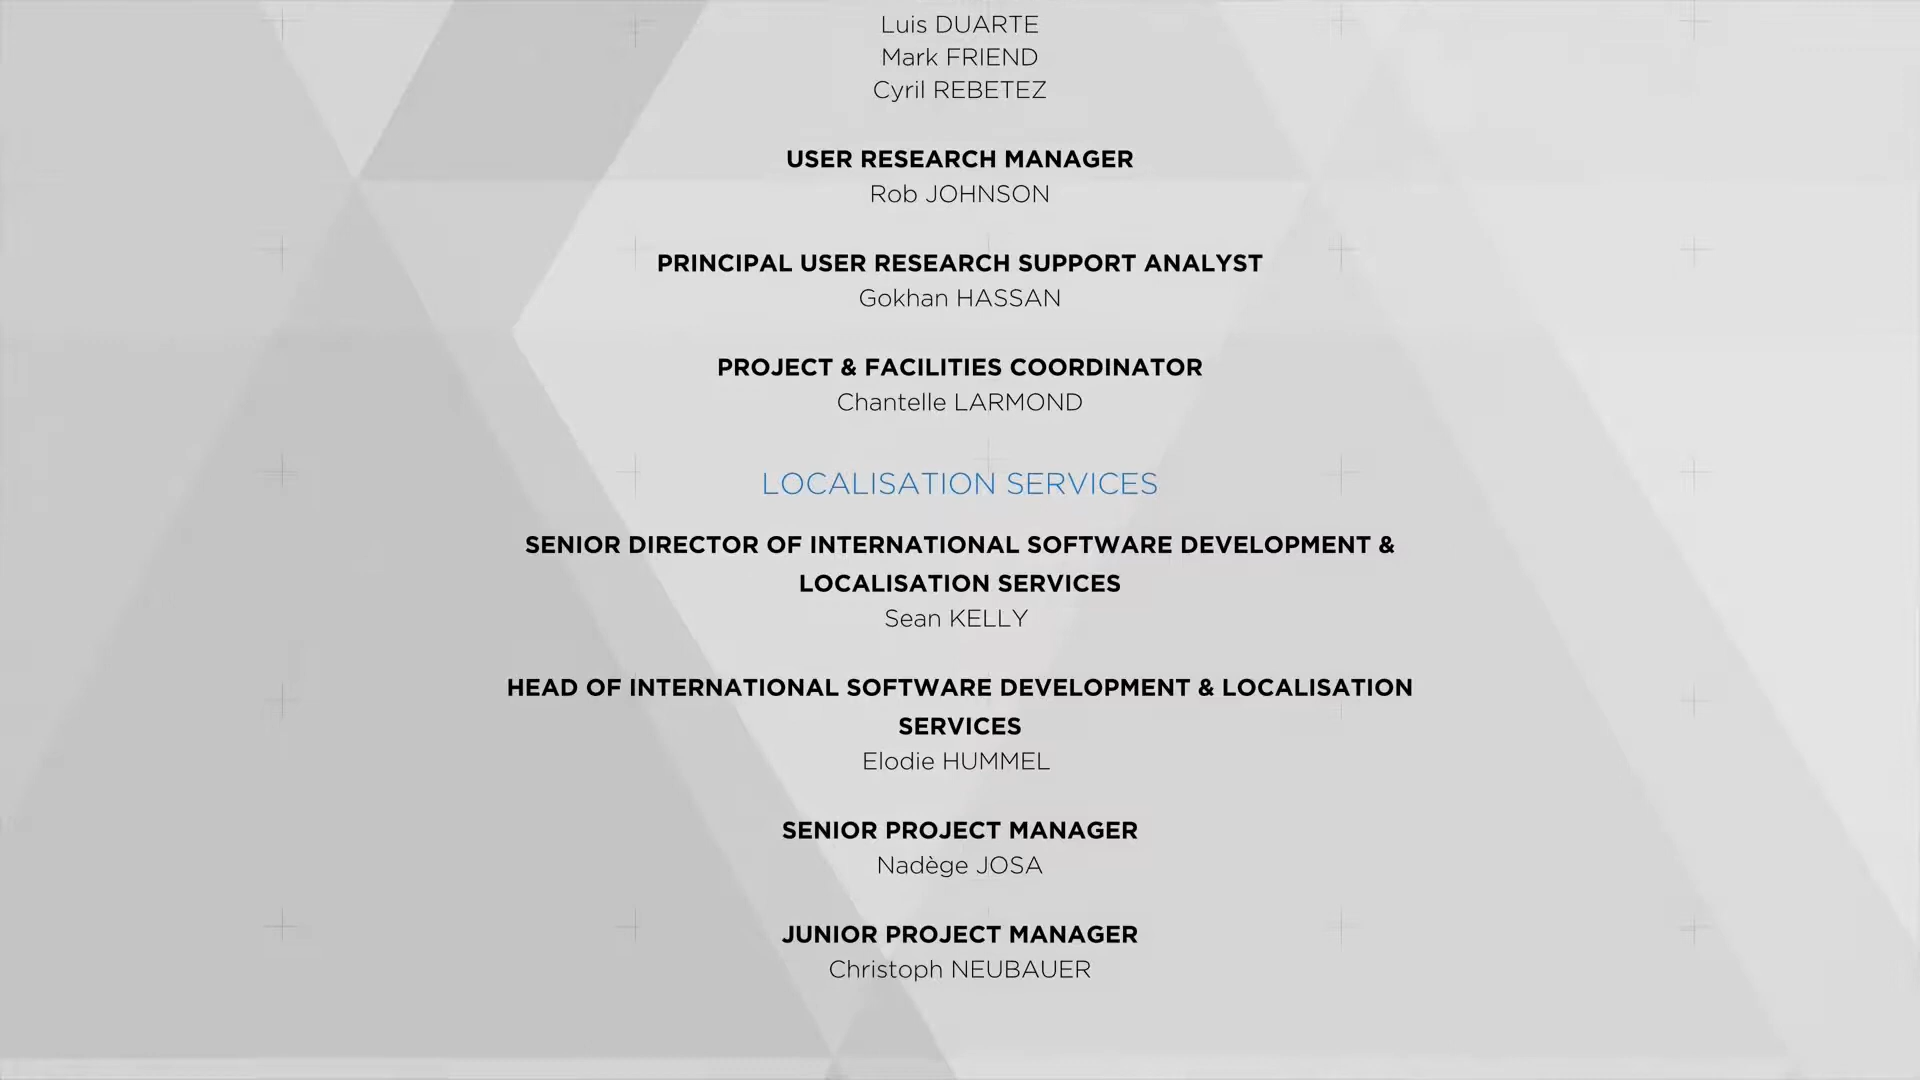 Luis DUARTE
Mark FRIEND
Cyril REBETEZ
USER RESEARCH MANAGER
Rob JOHNSON
PRINCIPAL USER RESEARCH SUPPORT ANALYST
Gokhan HASSAN
PROJECT & FACILITIES COORDINATOR
Chantelle LARMOND
LOCALISATION SERVICES
SENIOR DIRECTOR OF INTERNATIONAL SOFTWARE DEVELOPMENT &
LOCALISATION SERVICES
Sean KELLY
HEAD OF INTERNATIONAL SOFTWARE DEVELOPMENT & LOCALISATION
SERVICES
Elodie HUMMEL
SENIOR PROJECT MANAGER
Nadège JOSA
JUNIOR PROJECT MANAGER
Christoph NEUBAUER